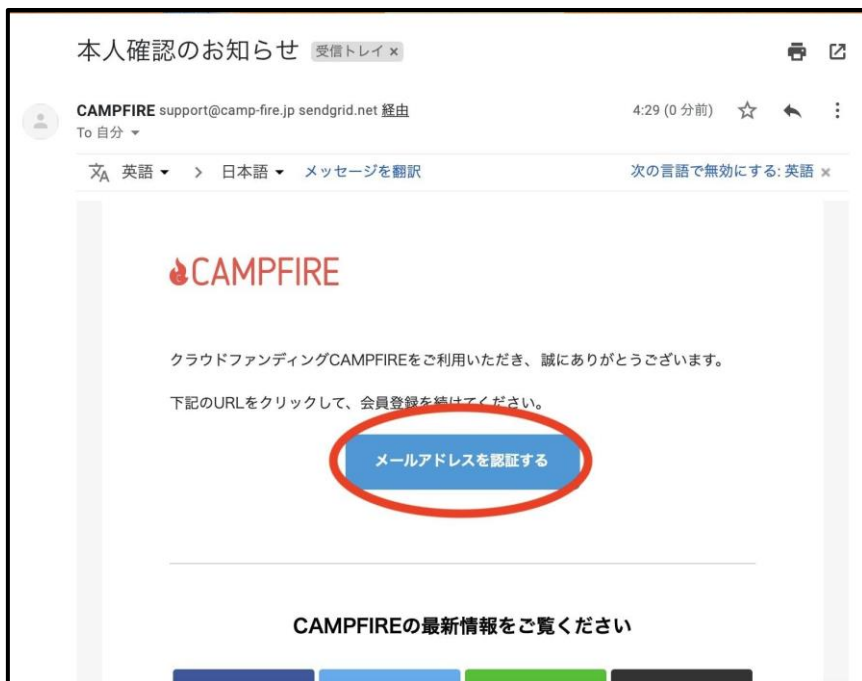 本人確認のお知らせ 受信トレイ ×
CAMPFIRE support@camp-fire.jp sendgrid.net 経由 4:29 (0 分前)
To 自分
英語 > 日本語 メッセージを翻訳 次の言語で無効にする: 英語 ×
CAMPFIRE
クラウドファンディングCAMPFIREをご利用いただき、誠にありがとうございます。
下記のURLをクリックして、会員登録を続けてください。
メールアドレスを認証する
CAMPFIREの最新情報をご覧ください